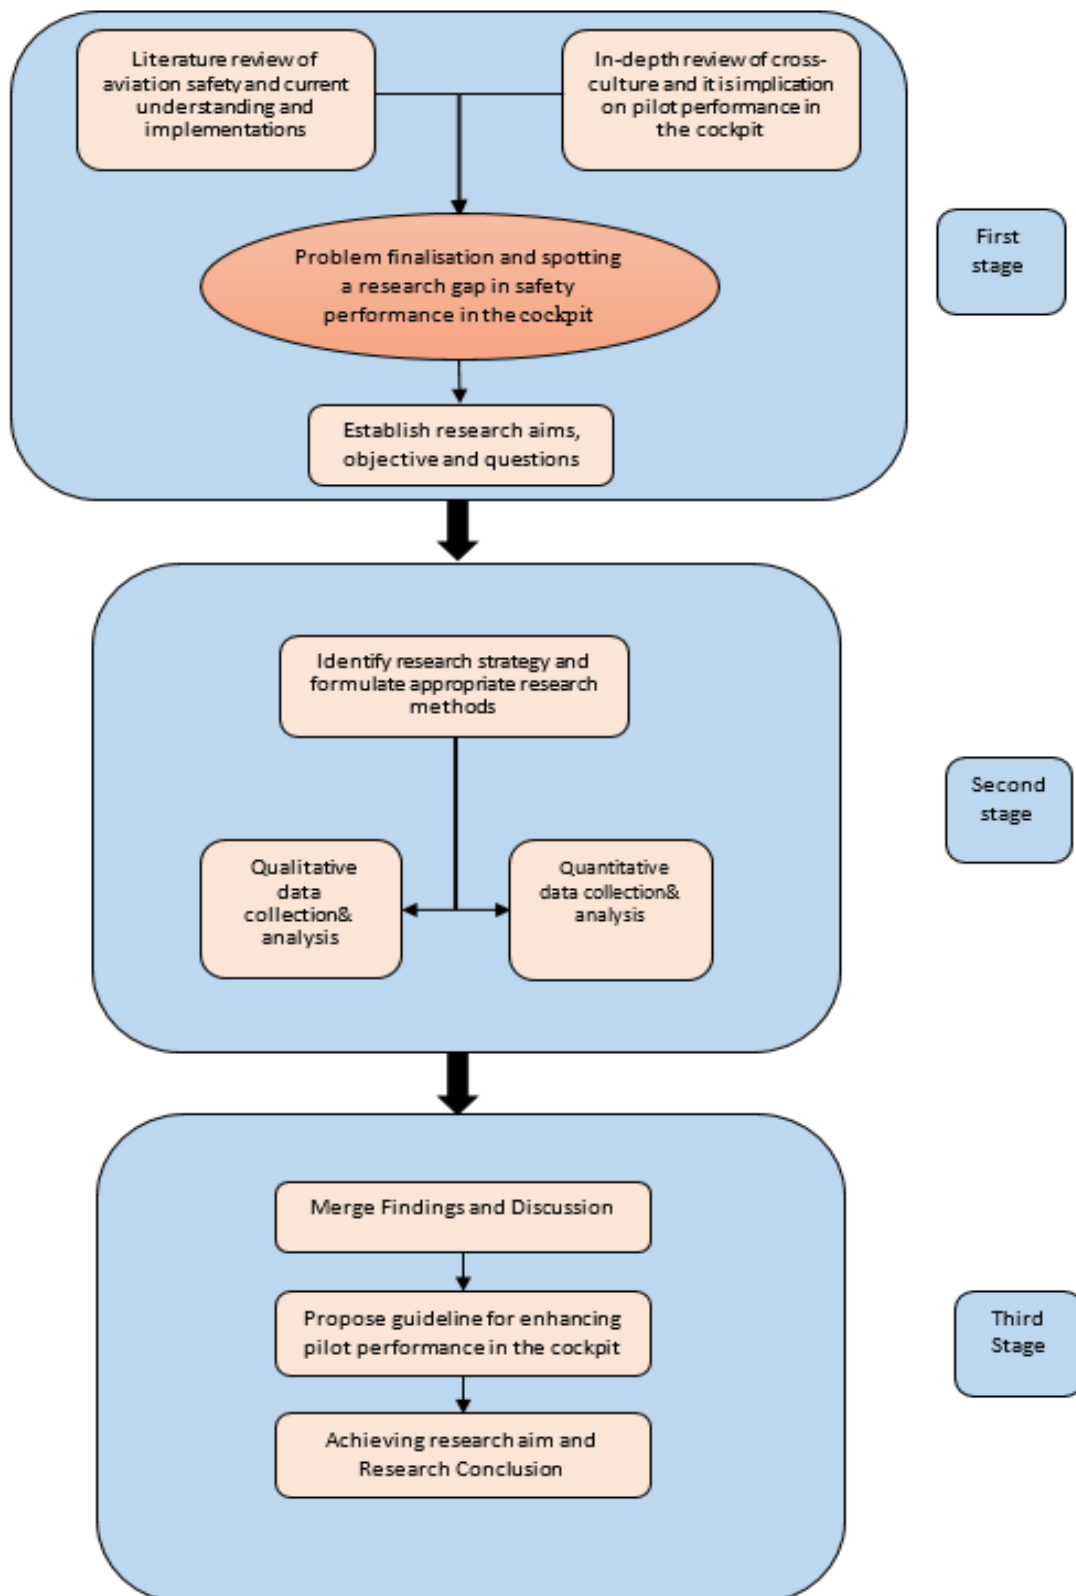 Literature review of
aviation safety and current
understanding and
implementations
In-depth review of cross-
culture and it is implication
on pilot performance in
the cockpit
Problem finalisation and spotting
a research gap in safety
performance in the cockpit
Establish research aims,
objective and questions
First
stage
Identify research strategy and
formulate appropriate research
methods
Qualitative
data
collection&
analysis
Quantitative
data collection&
analysis
Second
stage
Merge Findings and Discussion
Propose guideline for enhancing
pilot performance in the cockpit
Achieving research aim and
Research Conclusion
Third
Stage